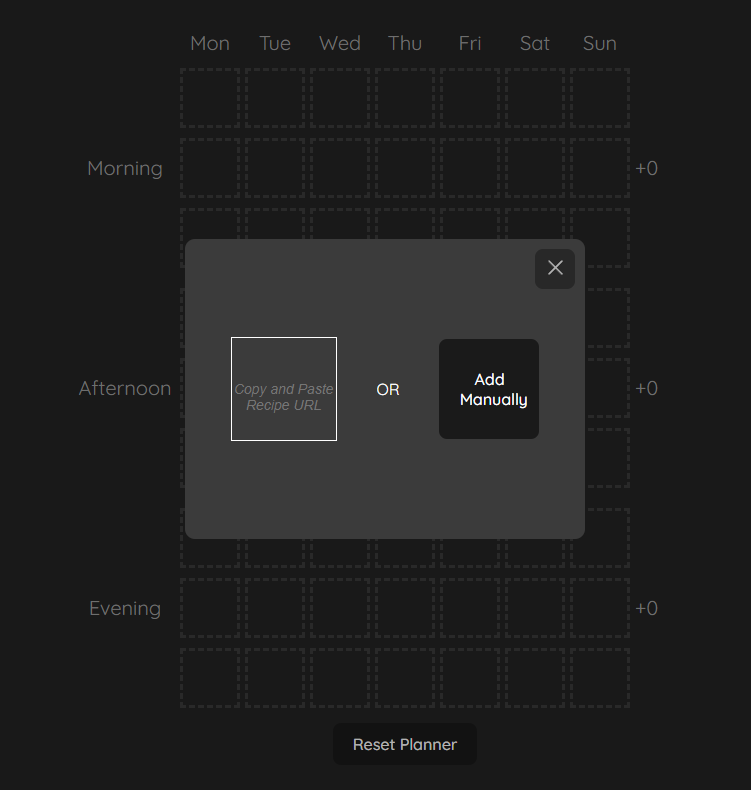 Mon Tue Wed Thu Fri Sat Sun
Morning +0
Copy and Paste
Recipe URL
OR
Add
Manually
Afternoon +0
Evening +0
Reset Planner